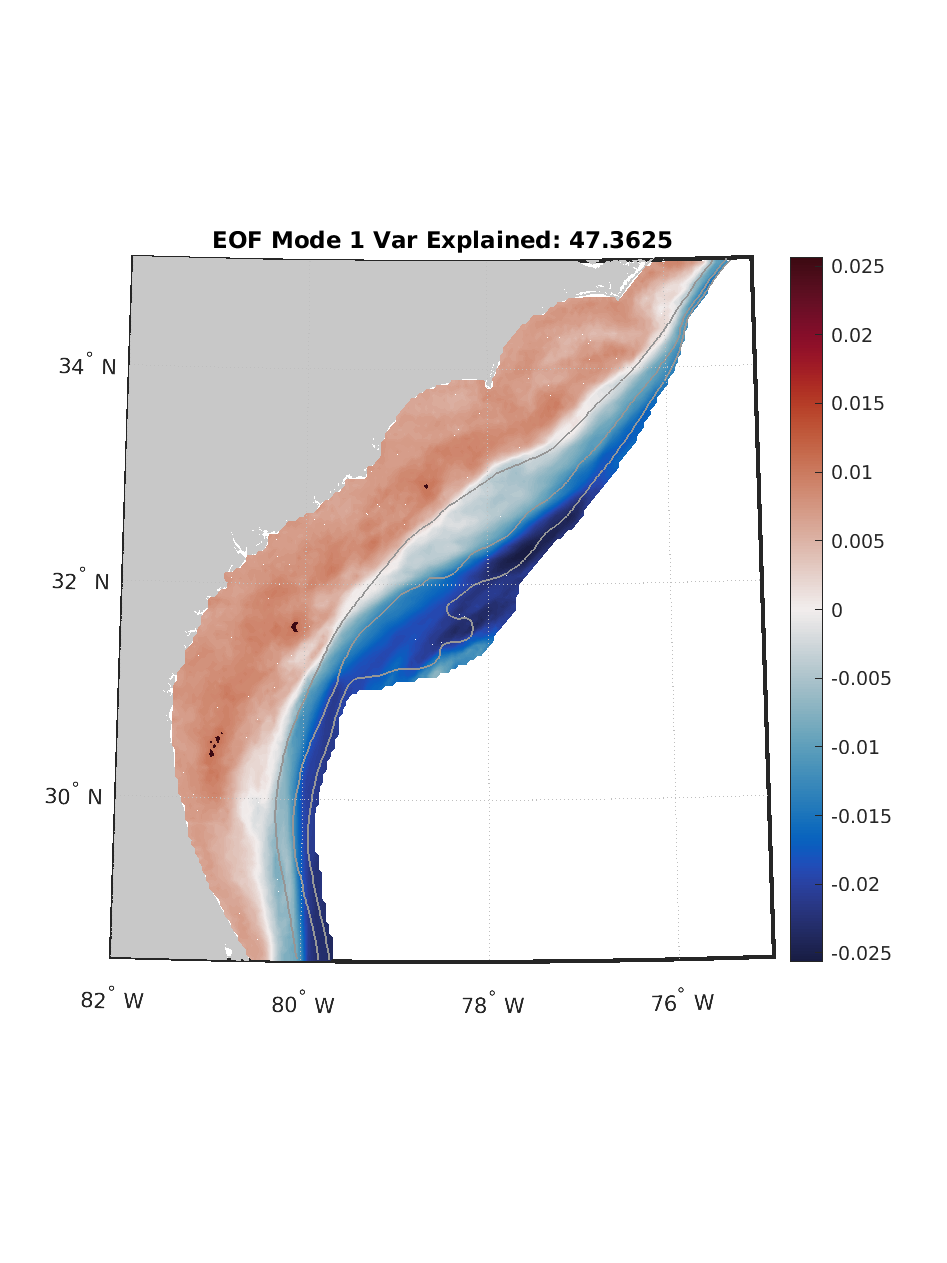 EOF Mode 1 Var Explained: 47.3625
34° N
32° N
30° N
82° W
80° W
78° W
76° W
0.025
0.02
0.015
0.01
0.005
0
-0.005
-0.01
-0.015
-0.02
-0.025